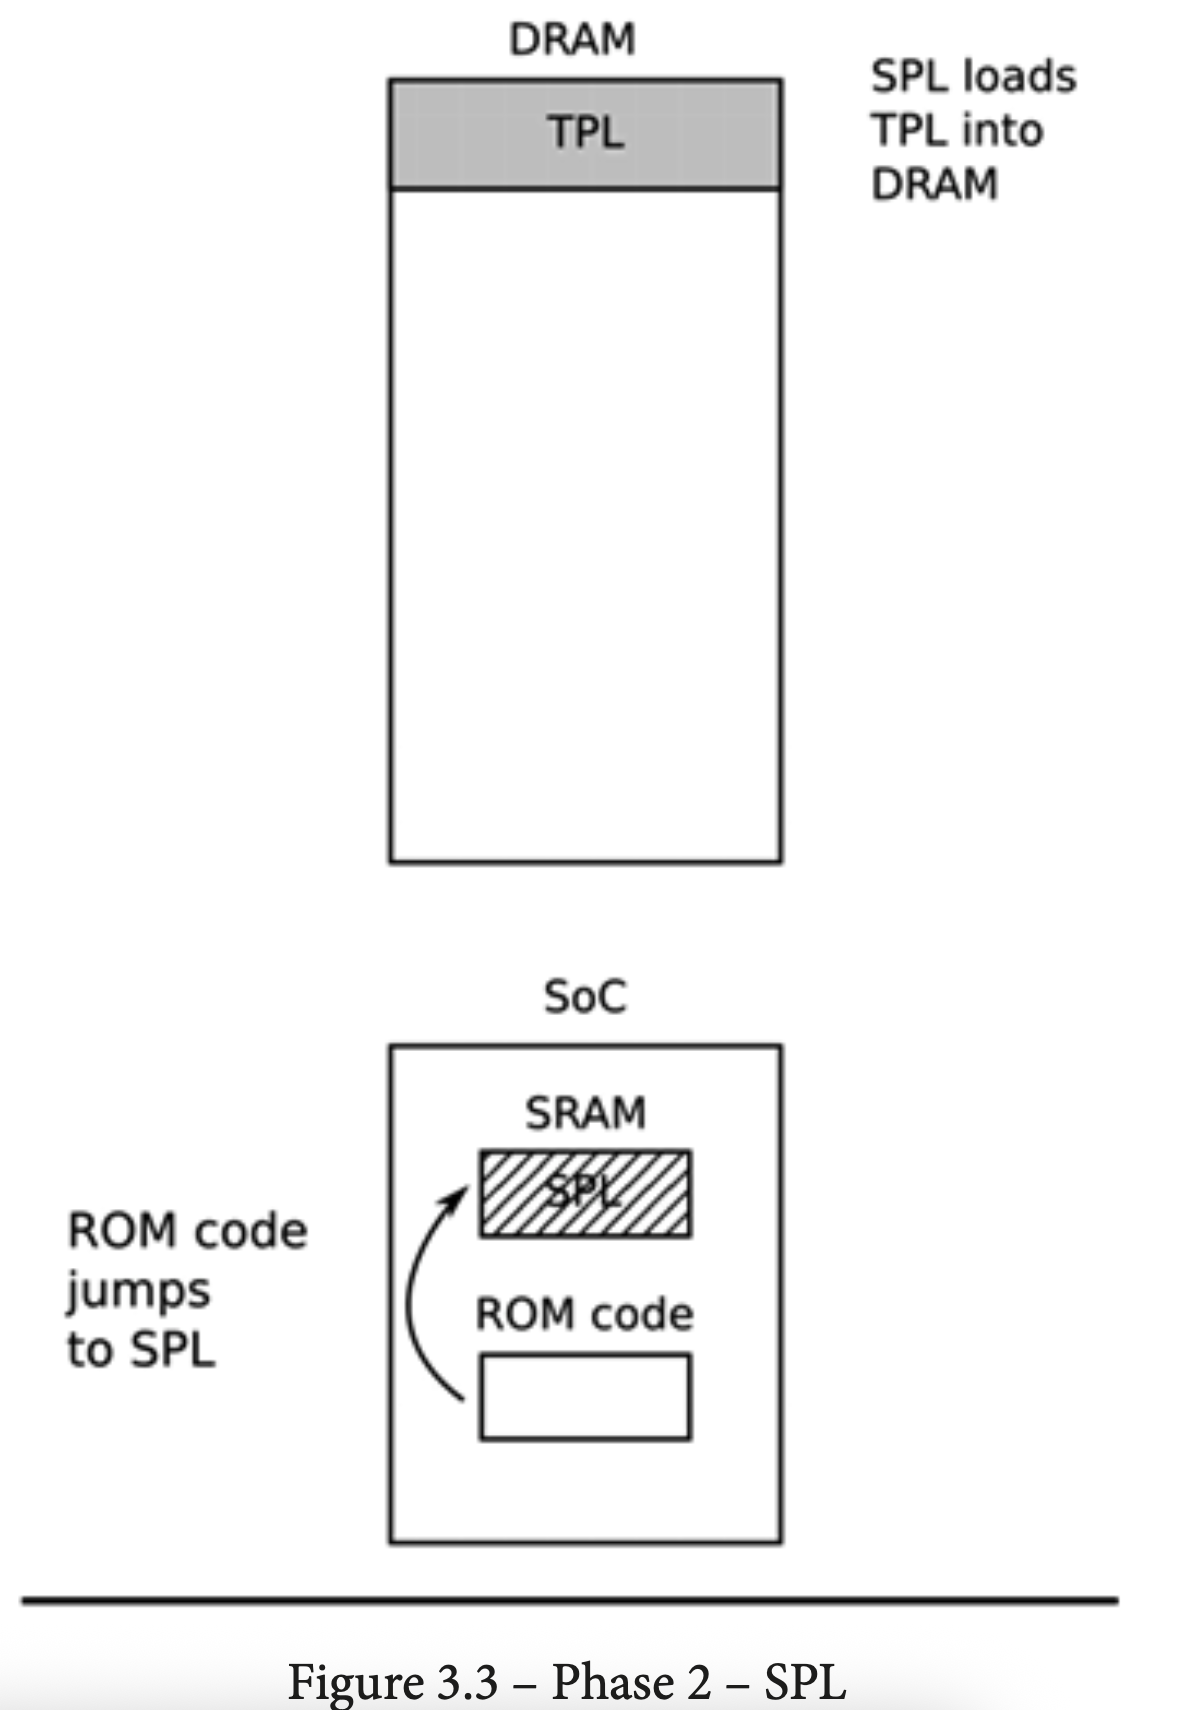 DRAM
TPL
SPL loads
TPL into
DRAM
SoC
SRAM
SPL
ROM code
ROM code
jumps
to SPL
Figure 3.3 – Phase 2 – SPL